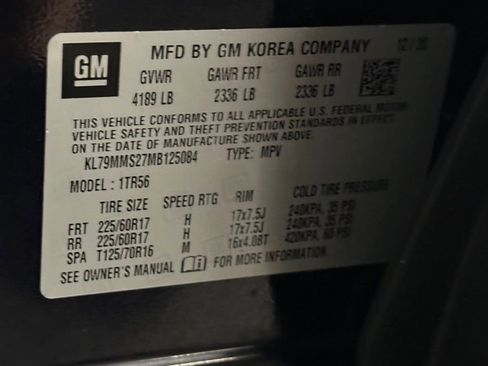 GM
MFD BY GM KOREA COMPANY 12/20
GVWR GAWR FRT GAWR RR
4189 LB 2336 LB 2336 LB
THIS VEHICLE CONFORMS TO ALL APPLICABLE U.S. FEDERAL MOTOR
VEHICLE SAFETY AND THEFT PREVENTION STANDARDS IN EFFECT
ON THE DATE OF MANUFACTURE SHOWN ABOVE.
KL79MMS27MB125084 TYPE: MPV
MODEL: 1TR56
TIRE SIZE SPEED RTG RIM COLD TIRE PRESSURE
FRT 225/60R17 H 17x7.5J 240KPA, 35 PSI
RR 225/60R17 H 17x7.5J 240KPA, 35 PSI
SPA T125/70R16 M 16x4.0BT 420KPA, 60 PSI
SEE OWNER'S MANUAL FOR MORE INFORMATION